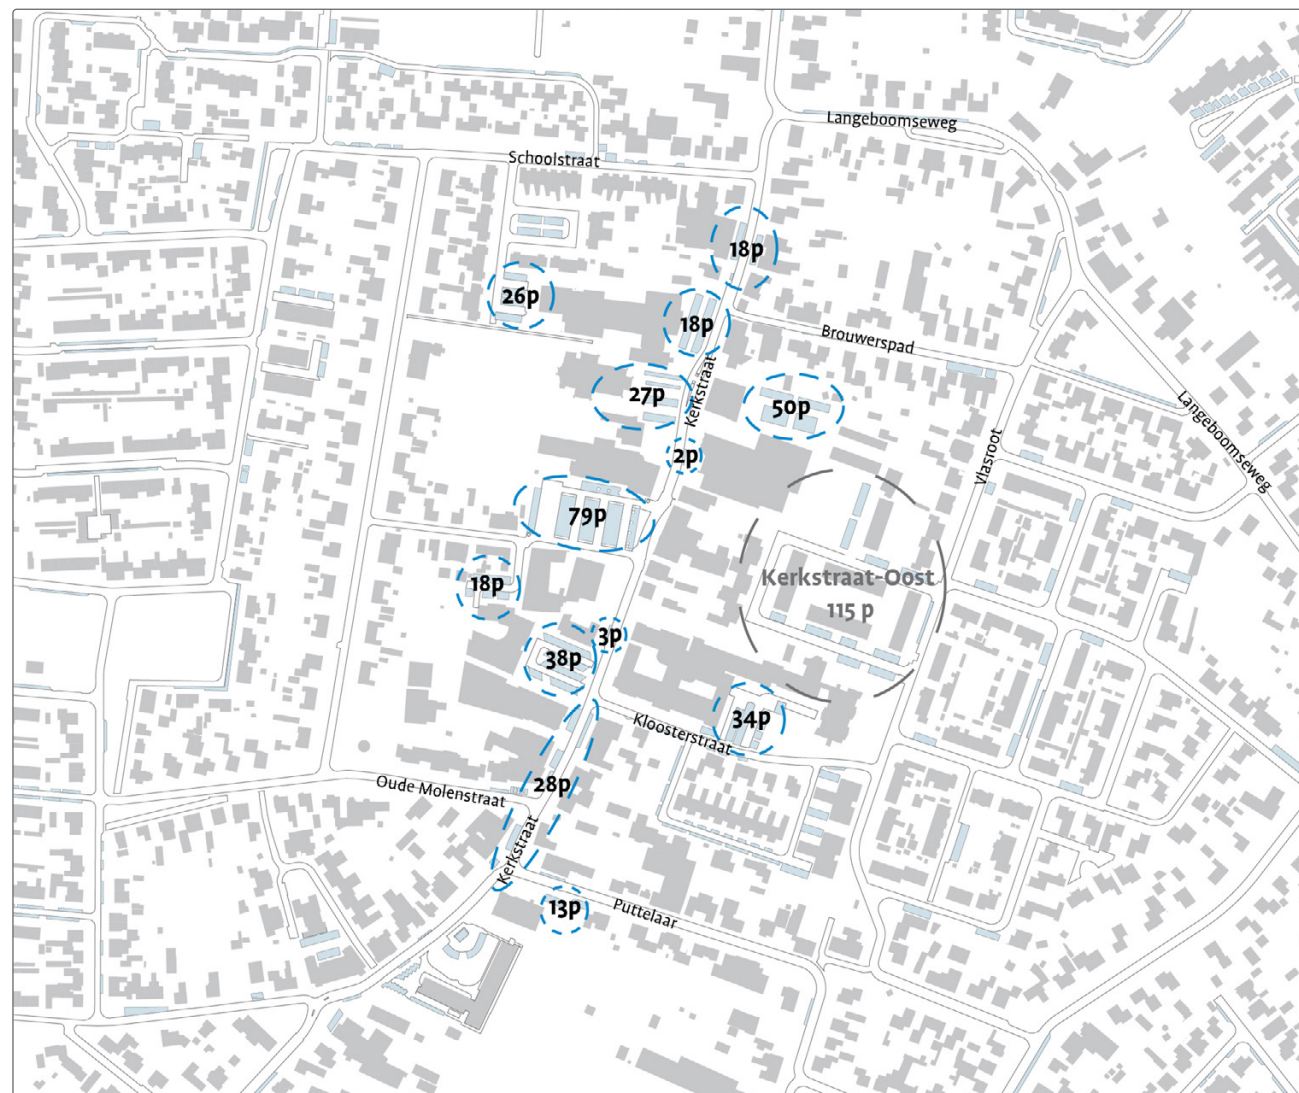 Langeboomseweg
Schoolstraat
18p
26p
18p
Brouwerspad
Kerkstraat
27p
50p
Langeboomseweg
2p
Vlasroot
79p
Kerkstraat-Oost
115 p
18p
3p
38p
34p
Kloosterstraat
28p
Oude Molenstraat
Kerkstraat
13p
Puttelaar